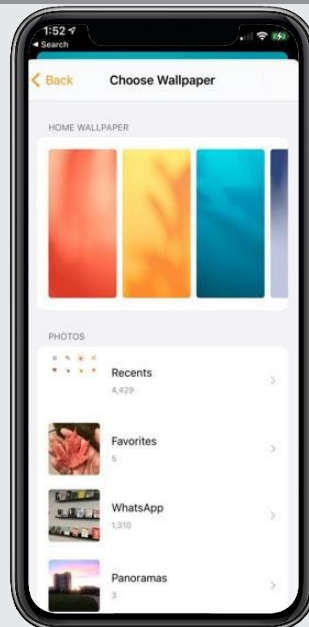 1:52
Search
Back
Choose Wallpaper
HOME WALLPAPER
PHOTOS
Recents
4,429
Favorites
5
WhatsApp
1,310
Panoramas
3